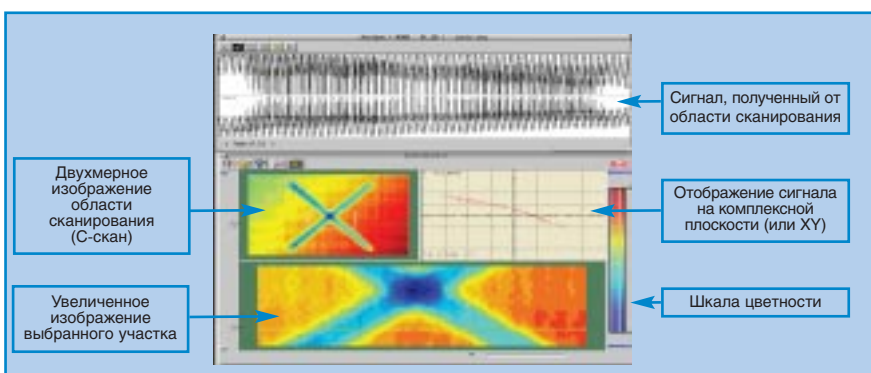 Сигнал, полученный от
области сканирования
Двухмерное
изображение
области
сканирования
(С-скан)
Отображение сигнала
на комплексной
плоскости (или XY)
Увеличенное
изображение
выбранного участка
Шкала цветности